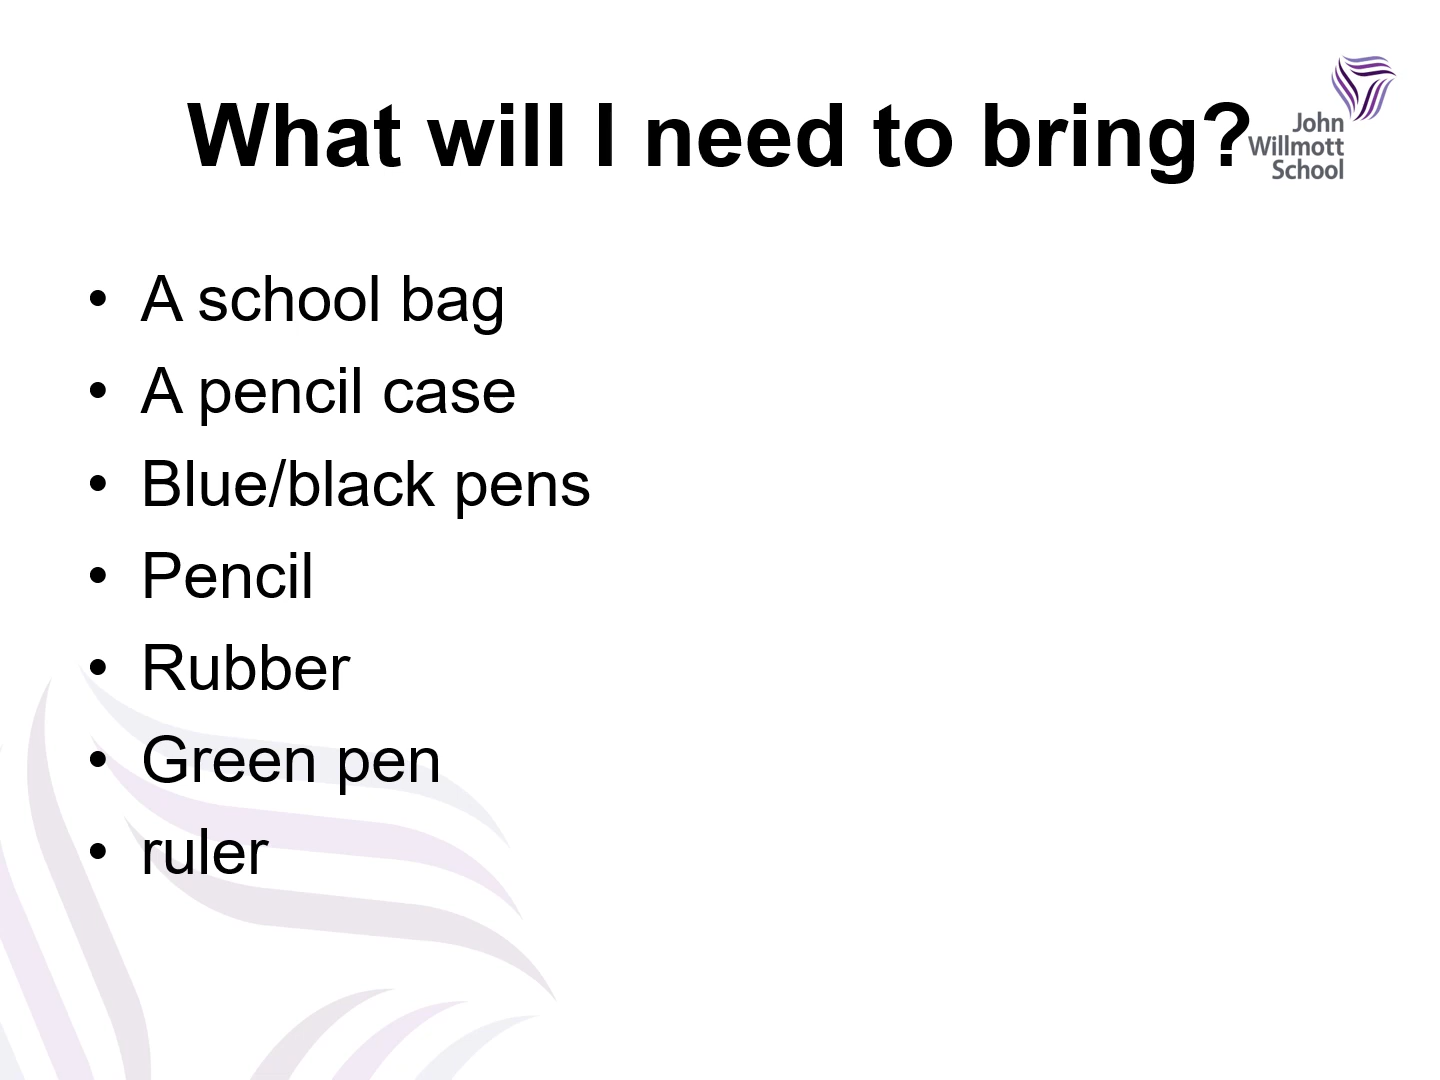 What will I need to bring?
John
Willmott
School
• A school bag
• A pencil case
• Blue/black pens
• Pencil
• Rubber
• Green pen
• ruler